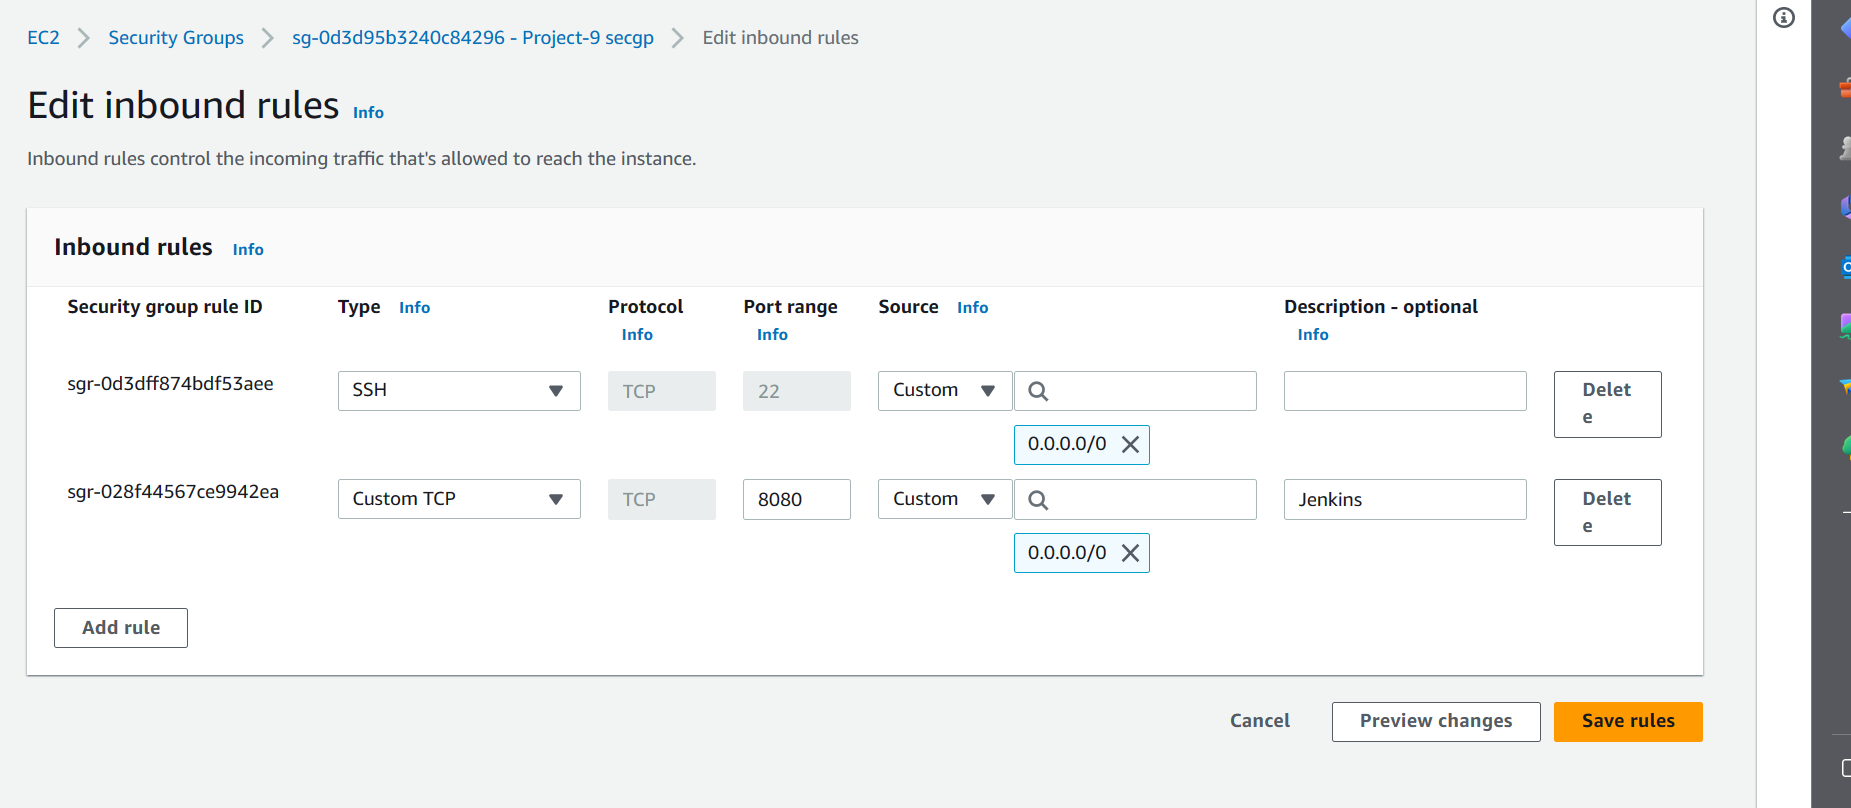 EC2 Security Groups sg-0d3d95b3240c84296 - Project-9 secgp Edit inbound rules
Edit inbound rules Info
Inbound rules control the incoming traffic that's allowed to reach the instance.
Inbound rules Info
Security group rule ID Type Info Protocol Port range Source Info Description - optional
Info Info Info
sgr-0d3dff874bdf53aee SSH TCP 22 Custom Delet
e
0.0.0.0/0
sgr-028f44567ce9942ea Custom TCP TCP 8080 Custom Jenkins Delet
e
0.0.0.0/0
Add rule
Cancel Preview changes Save rules